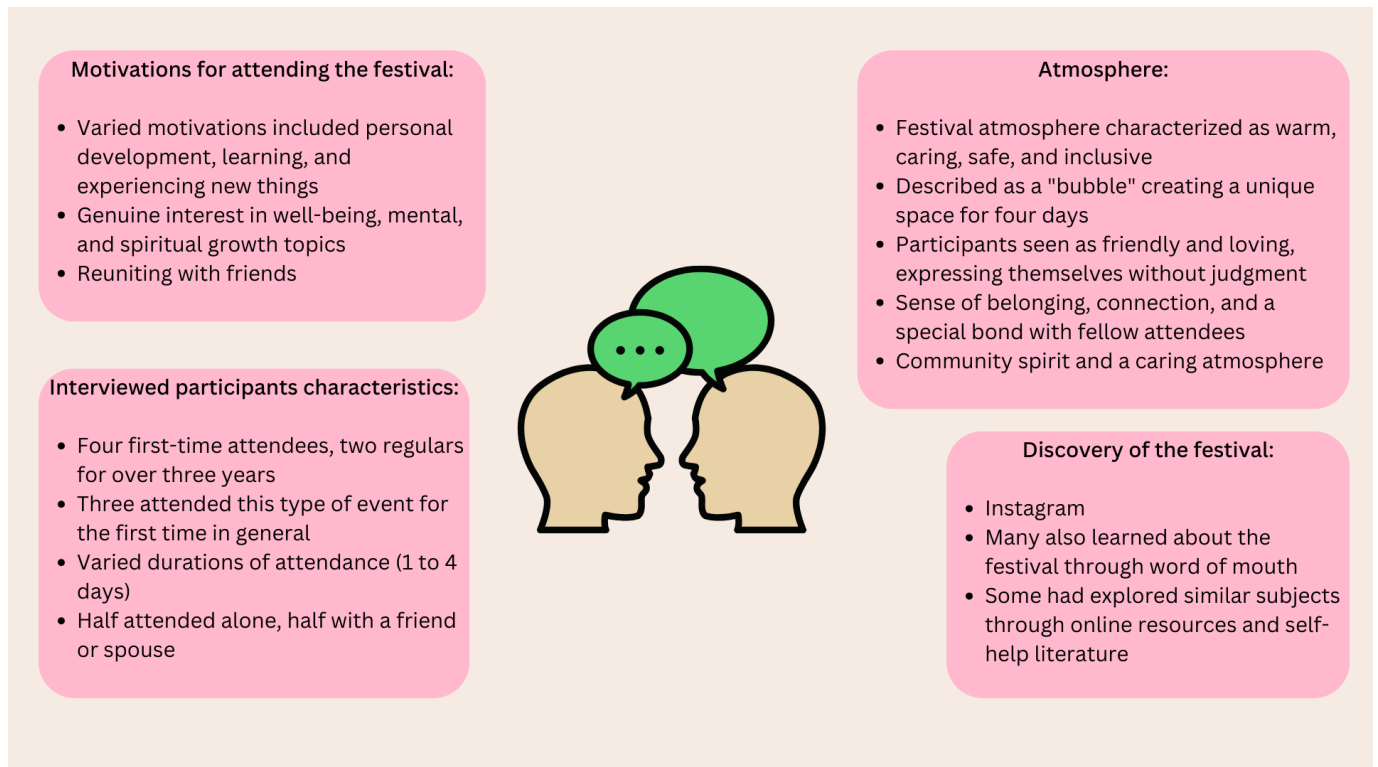 Motivations for attending the festival:
• Varied motivations included personal
development, learning, and
experiencing new things
• Genuine interest in well-being, mental,
and spiritual growth topics
• Reuniting with friends
Interviewed participants characteristics:
• Four first-time attendees, two regulars
for over three years
• Three attended this type of event for
the first time in general
• Varied durations of attendance (1 to 4
days)
• Half attended alone, half with a friend
or spouse
Atmosphere:
• Festival atmosphere characterized as warm,
caring, safe, and inclusive
• Described as a "bubble" creating a unique
space for four days
• Participants seen as friendly and loving,
expressing themselves without judgment
• Sense of belonging, connection, and a
special bond with fellow attendees
• Community spirit and a caring atmosphere
Discovery of the festival:
• Instagram
• Many also learned about the
festival through word of mouth
• Some had explored similar subjects
through online resources and self-
help literature